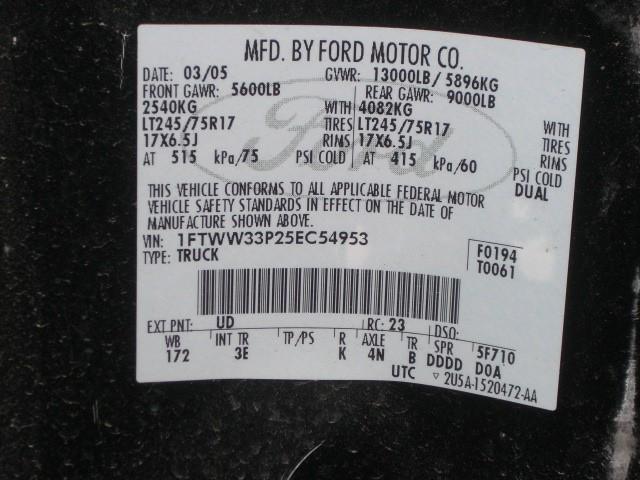 MFD. BY FORD MOTOR CO.
DATE: 03/05 GVWR: 13000LB/ 5896KG
FRONT GAWR: 5600LB REAR GAWR: 9000LB
2540KG WITH 4082KG WITH
LT245/75R17 TIRES LT245/75R17 TIRES
17X6.5J RIMS 17X6.5J RIMS
AT 515 kPa/75 PSI COLD AT 415 kPa/60 PSI COLD
DUAL
THIS VEHICLE CONFORMS TO ALL APPLICABLE FEDERAL MOTOR
VEHICLE SAFETY STANDARDS IN EFFECT ON THE DATE OF
MANUFACTURE SHOWN ABOVE.
VIN: 1FTWW33P25EC54953 F0194
TYPE: TRUCK T0061
EXT PNT: UD RC: 23 DSO:
WB INT TR TP/PS R AXLE TR SPR 5F710
172 3E K 4N B DDDD DOA
UTC ▽ 2U5A-1520472-AA
Ford